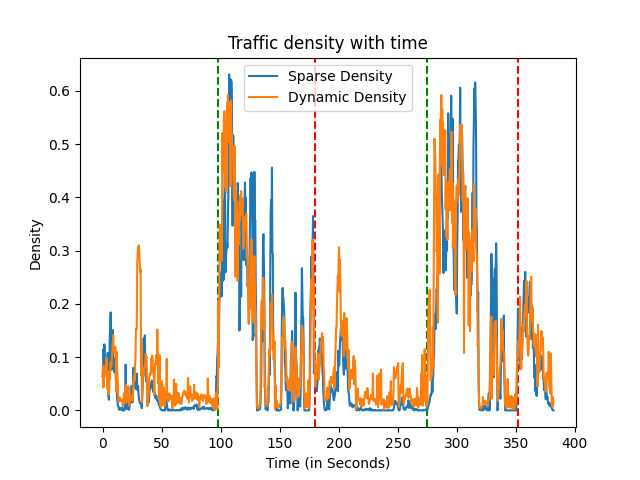 Traffic density with time
Sparse Density
Dynamic Density
0.6
0.5
0.4
0.3
0.2
0.1
0.0
Density
0 50 100 150 200 250 300 350 400
Time (in Seconds)